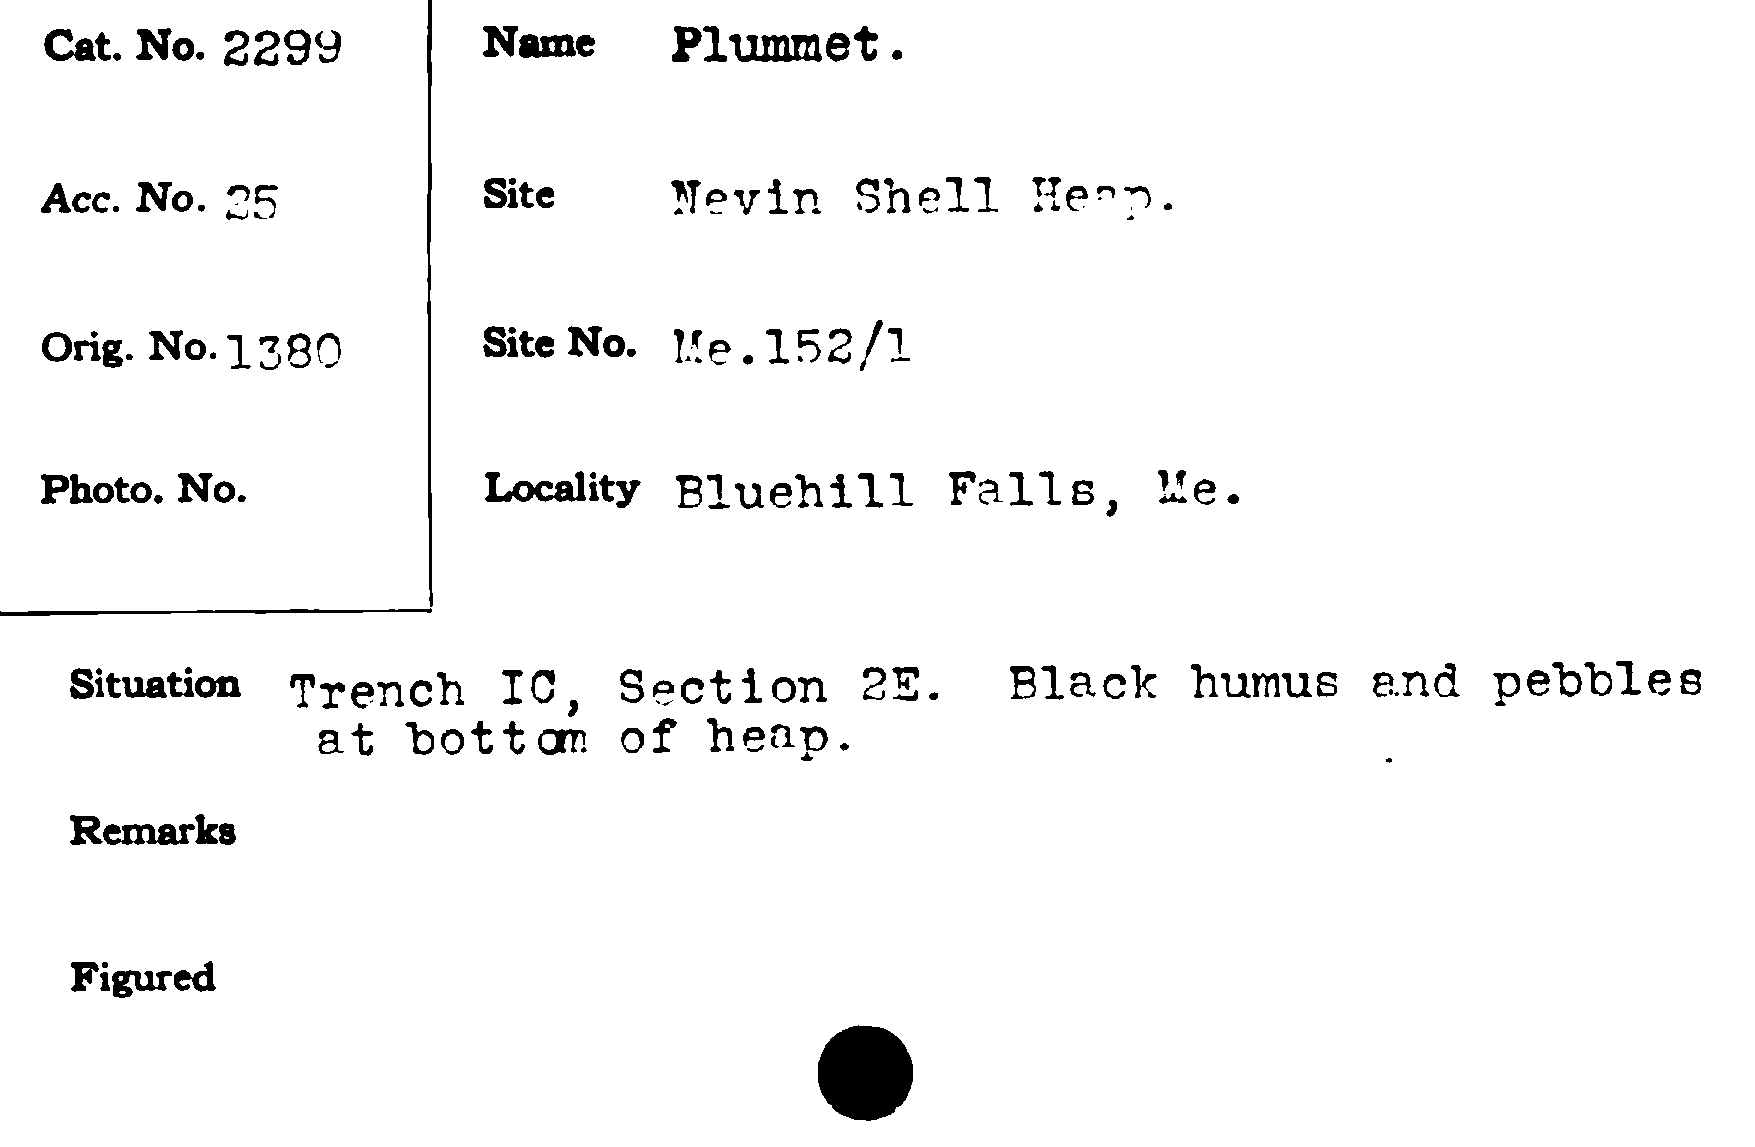 Cat. No. 2299
Name Plummet.
Acc. No. 25
Site Nevin Shell Heap.
Orig. No. 1380
Site No. Me.152/1
Photo. No.
Locality Bluehill Falls, Me.
Situation Trench IC, Section 2E. Black humus and pebbles
at bottom of heap.
Remarks
Figured